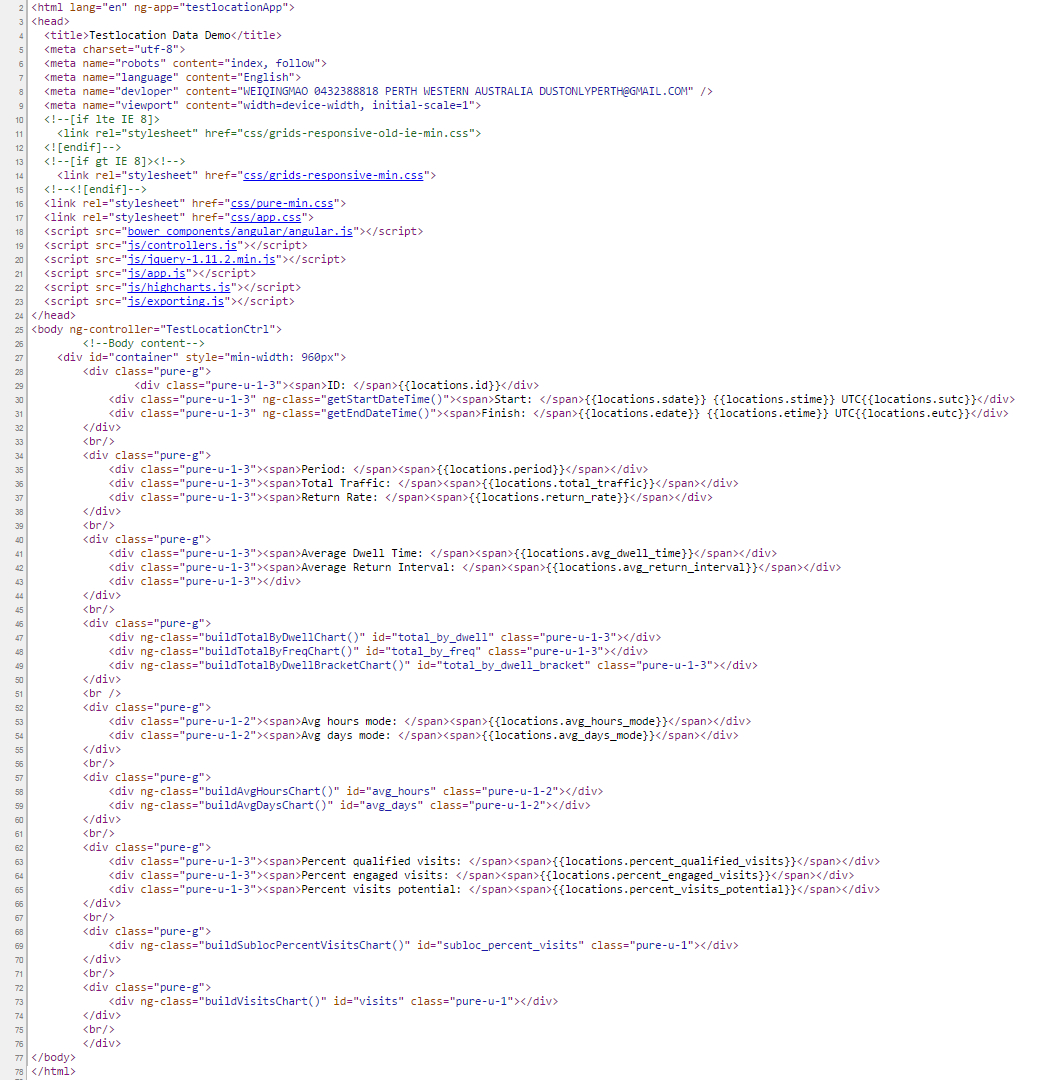 2 <html lang="en" ng-app="testlocationApp">
3 <head>
4 <title>Testlocation Data Demo</title>
5 <meta charset="utf-8">
6 <meta name="robots" content="index, follow">
7 <meta name="language" content="English">
8 <meta name="devloper" content="WEIQINGMAO 0432388818 PERTH WESTERN AUSTRALIA DUSTONLYPERTH@GMAIL.COM" />
9 <meta name="viewport" content="width=device-width, initial-scale=1">
10 <!--[if lte IE 8]>
11 <link rel="stylesheet" href="css/grids-responsive-old-ie-min.css">
12 <![endif]-->
13 <!--[if gt IE 8]><!-->
14 <link rel="stylesheet" href="css/grids-responsive-min.css">
15 <!--<![endif]-->
16 <link rel="stylesheet" href="css/pure-min.css">
17 <link rel="stylesheet" href="css/app.css">
18 <script src="bower_components/angular/angular.js"></script>
19 <script src="js/controllers.js"></script>
20 <script src="js/jquery-1.11.2.min.js"></script>
21 <script src="js/app.js"></script>
22 <script src="js/highcharts.js"></script>
23 <script src="js/exporting.js"></script>
24 </head>
25 <body ng-controller="TestLocationCtrl">
26 <!--Body content-->
27 <div id="container" style="min-width: 960px">
28 <div class="pure-g">
29 <div class="pure-u-1-3"><span>ID: </span>{{locations.id}}</div>
30 <div class="pure-u-1-3" ng-class="getStartDateTime()"><span>Start: </span>{{locations.sdate}} {{locations.stime}} UTC{{locations.sutc}}</div>
31 <div class="pure-u-1-3" ng-class="getEndDateTime()"><span>Finish: </span>{{locations.edate}} {{locations.etime}} UTC{{locations.eutc}}</div>
32 </div>
33 <br/>
34 <div class="pure-g">
35 <div class="pure-u-1-3"><span>Period: </span><span>{{locations.period}}</span></div>
36 <div class="pure-u-1-3"><span>Total Traffic: </span><span>{{locations.total_traffic}}</span></div>
37 <div class="pure-u-1-3"><span>Return Rate: </span><span>{{locations.return_rate}}</span></div>
38 </div>
39 <br/>
40 <div class="pure-g">
41 <div class="pure-u-1-3"><span>Average Dwell Time: </span><span>{{locations.avg_dwell_time}}</span></div>
42 <div class="pure-u-1-3"><span>Average Return Interval: </span><span>{{locations.avg_return_interval}}</span></div>
43 <div class="pure-u-1-3"></div>
44 </div>
45 <br/>
46 <div class="pure-g">
47 <div ng-class="buildTotalByDwellChart()" id="total_by_dwell" class="pure-u-1-3"></div>
48 <div ng-class="buildTotalByFreqChart()" id="total_by_freq" class="pure-u-1-3"></div>
49 <div ng-class="buildTotalByDwellBracketChart()" id="total_by_dwell_bracket" class="pure-u-1-3"></div>
50 </div>
51 <br />
52 <div class="pure-g">
53 <div class="pure-u-1-2"><span>Avg hours mode: </span><span>{{locations.avg_hours_mode}}</span></div>
54 <div class="pure-u-1-2"><span>Avg days mode: </span><span>{{locations.avg_days_mode}}</span></div>
55 </div>
56 <br/>
57 <div class="pure-g">
58 <div ng-class="buildAvgHoursChart()" id="avg_hours" class="pure-u-1-2"></div>
59 <div ng-class="buildAvgDaysChart()" id="avg_days" class="pure-u-1-2"></div>
60 </div>
61 <br/>
62 <div class="pure-g">
63 <div class="pure-u-1-3"><span>Percent qualified visits: </span><span>{{locations.percent_qualified_visits}}</span></div>
64 <div class="pure-u-1-3"><span>Percent engaged visits: </span><span>{{locations.percent_engaged_visits}}</span></div>
65 <div class="pure-u-1-3"><span>Percent visits potential: </span><span>{{locations.percent_visits_potential}}</span></div>
66 </div>
67 <br/>
68 <div class="pure-g">
69 <div ng-class="buildSublocPercentVisitsChart()" id="subloc_percent_visits" class="pure-u-1"></div>
70 </div>
71 <br/>
72 <div class="pure-g">
73 <div ng-class="buildVisitsChart()" id="visits" class="pure-u-1"></div>
74 </div>
75 <br/>
76 </div>
77 </body>
78 </html>